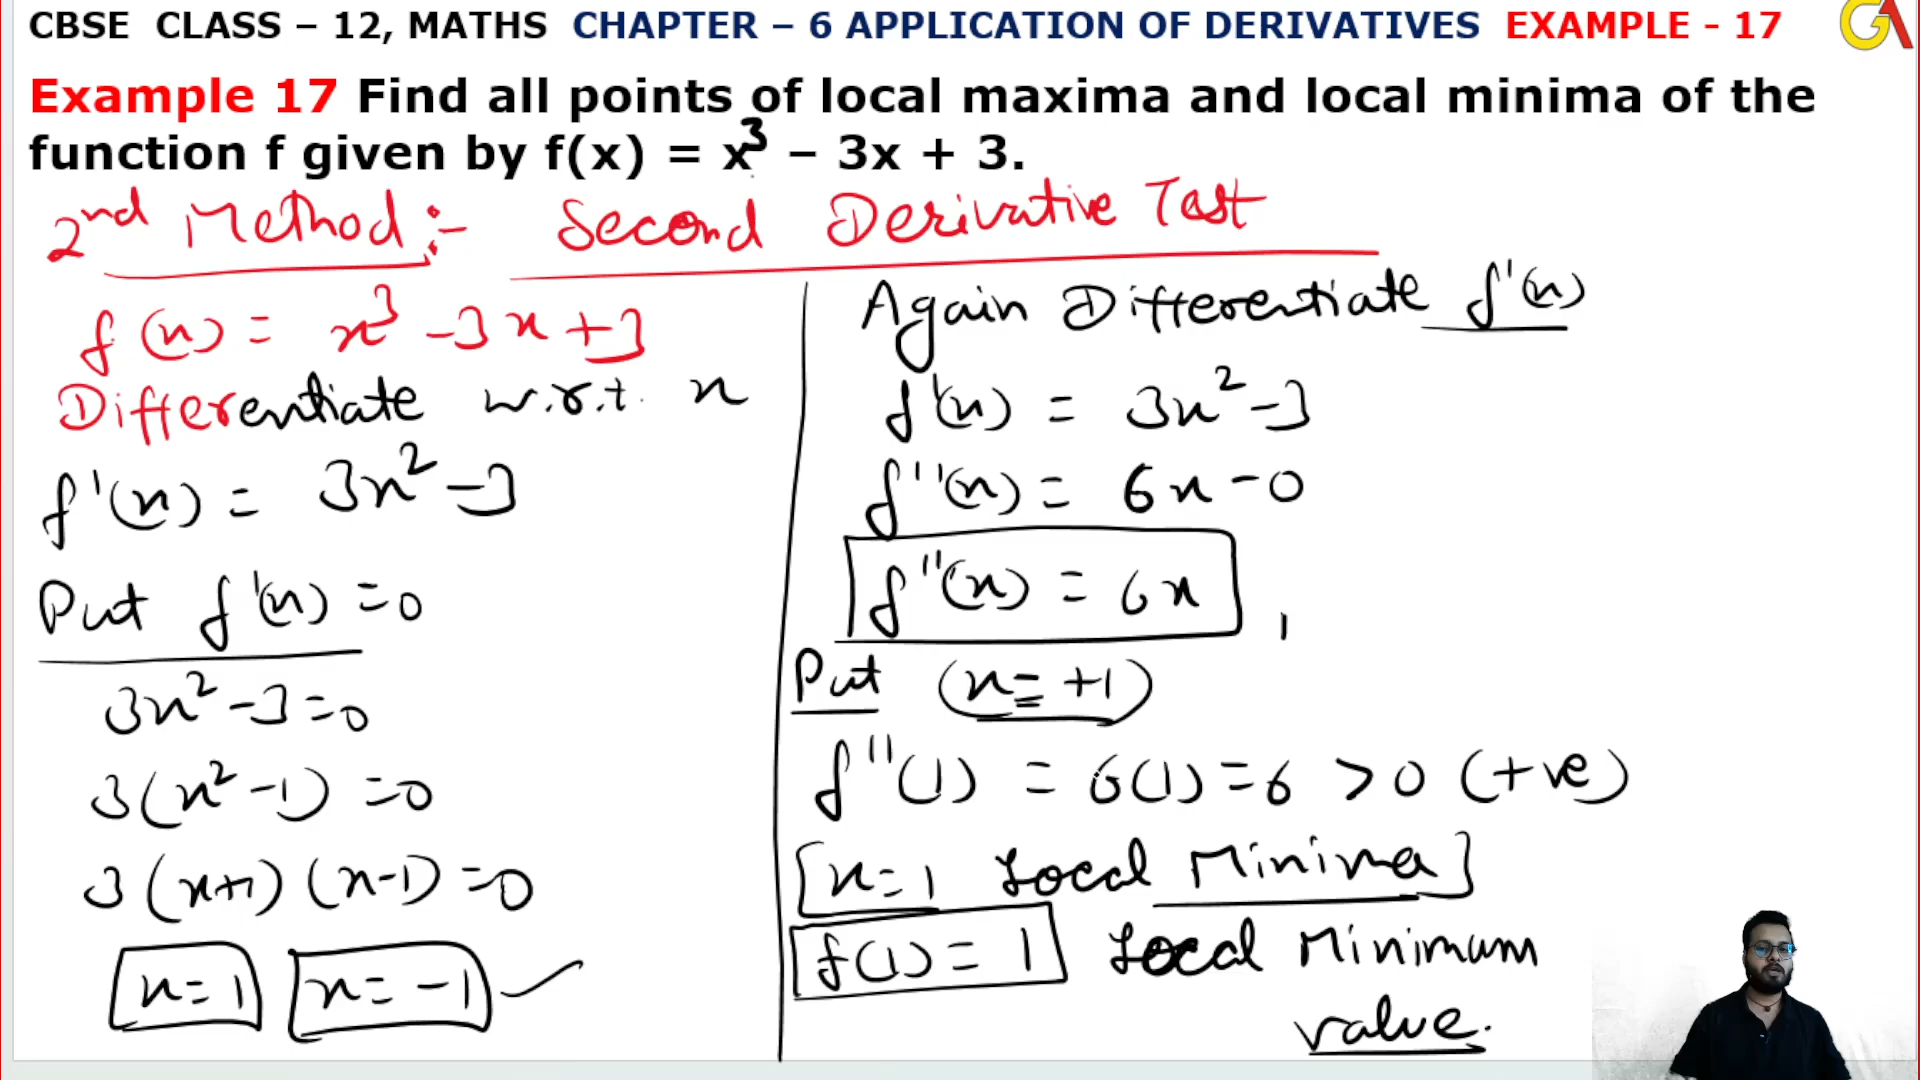 CBSE CLASS – 12, MATHS CHAPTER – 6 APPLICATION OF DERIVATIVES EXAMPLE - 17
GA
Example 17 Find all points of local maxima and local minima of the
function f given by f(x) = x³ – 3x + 3.
2nd Method :- Second Derivative Test
f(x) = x³ -3x +3
Differentiate w.r.t. x
f'(x) = 3x² -3
Put f'(x) =0
3x² -3 =0
3(x² -1) =0
3(x+1)(x-1) =0
x=1 x=-1 ✓
Again Differentiate f'(x)
f'(x) = 3x² -3
f''(x) = 6x -0
f''(x) = 6x
Put (x= +1)
f''(1) = 6(1) =6 >0 (+ve)
[x=1 Local Minima]
f(1) = 1 Local Minimum
value.